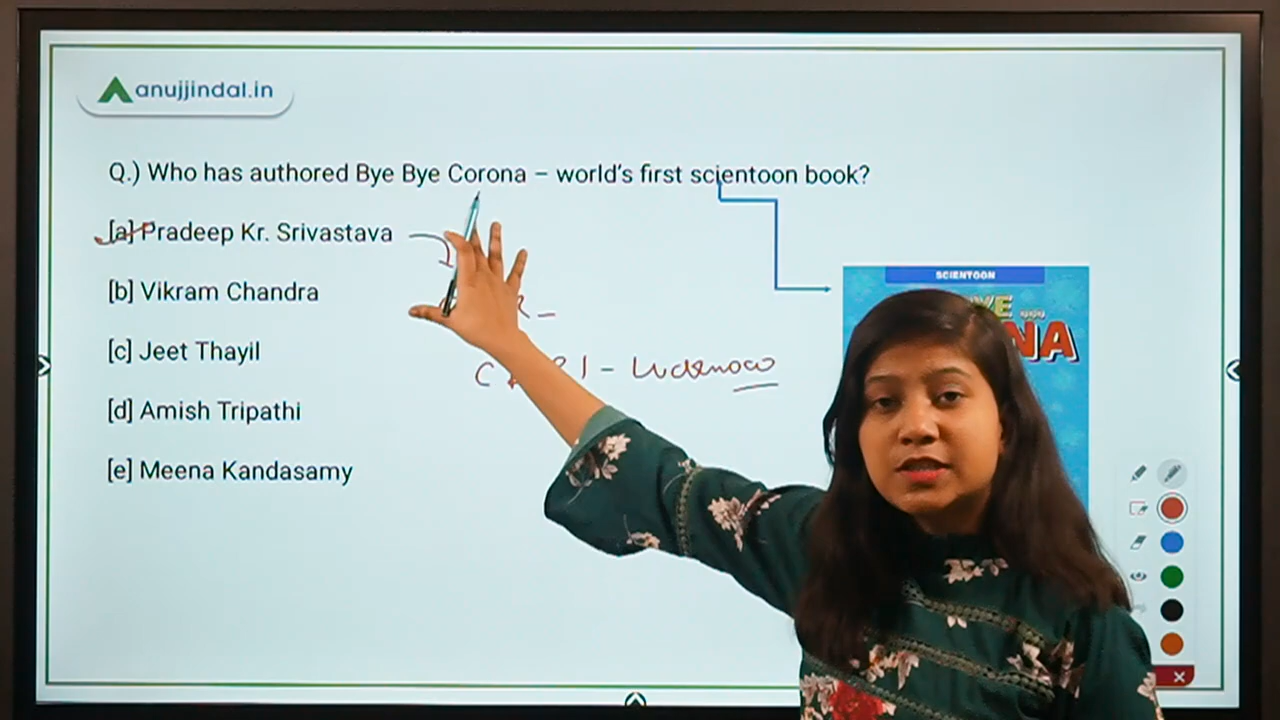 anujjindal.in
Q.) Who has authored Bye Bye Corona – world's first scientoon book?
[a] Pradeep Kr. Srivastava
[b] Vikram Chandra
SCIENTOON
[c] Jeet Thayil
– Lucknow
[d] Amish Tripathi
[e] Meena Kandasamy